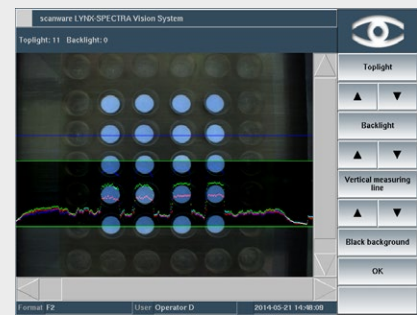 scanware LYNX-SPECTRA Vision System
Toplight: 11 Backlight: 0
Toplight
Backlight
Vertical measuring
line
Black background
OK
Format F2
User Operator D
2014-05-21 14:48:08